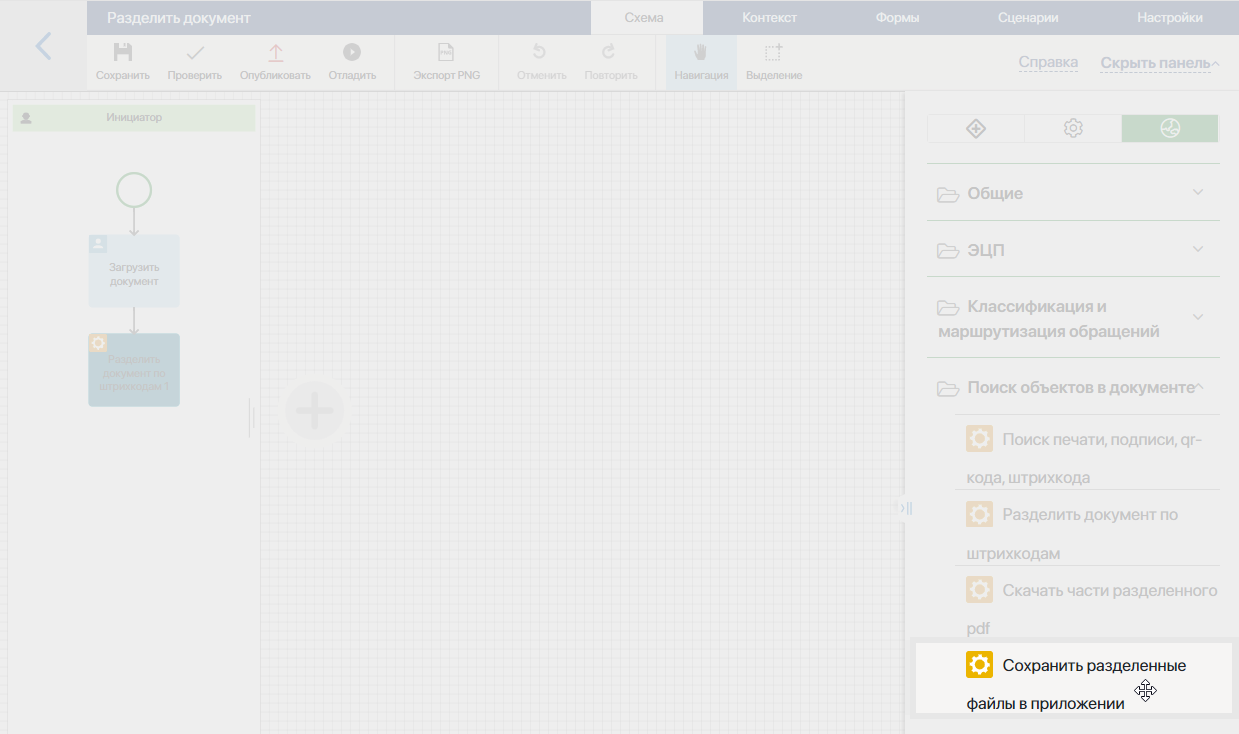 Разделить документ
Схема
Контекст
Формы
Сценарии
Настройки
Сохранить
Проверить
Опубликовать
Отладить
Экспорт PNG
Отменить
Повторить
Навигация
Выделение
Справка
Скрыть панель
Инициатор
Загрузить
документ
Разделить
документ по
штрихкодам 1
Общие
ЭЦП
Классификация и
маршрутизация обращений
Поиск объектов в документе
Поиск печати, подписи, qr-
кода, штрихкода
Разделить документ по
штрихкодам
Скачать части разделенного
pdf
Сохранить разделенные
файлы в приложении